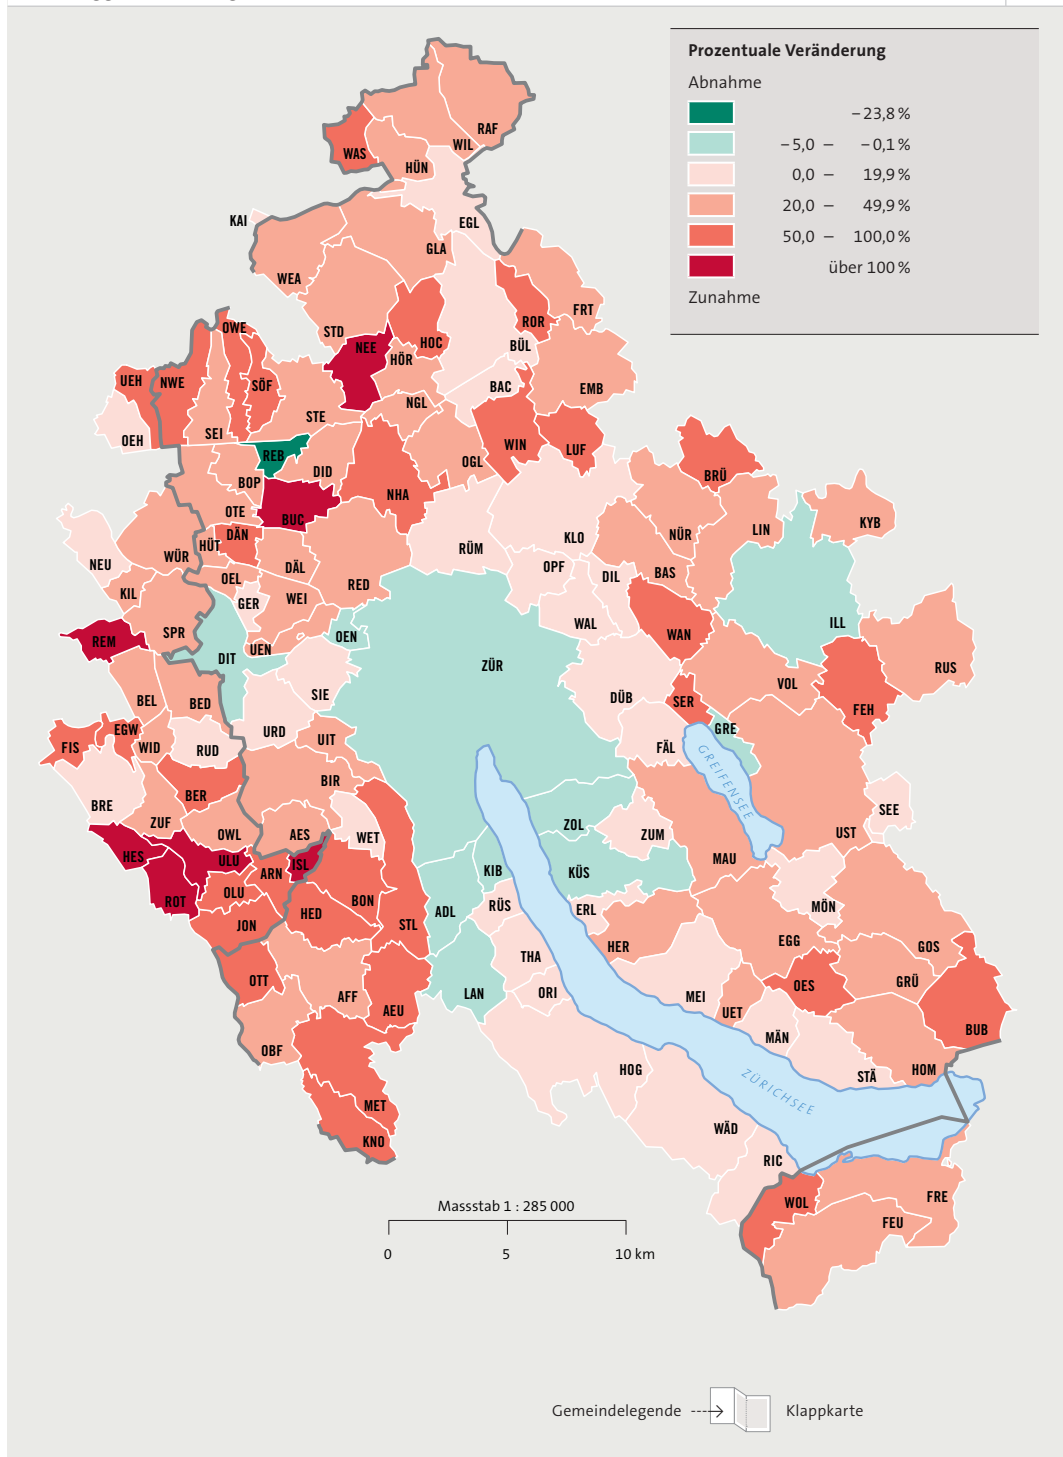 Prozentuale Veränderung
Abnahme
– 23,8 %
– 5,0 – – 0,1 %
0,0 – 19,9 %
20,0 – 49,9 %
50,0 – 100,0 %
über 100 %
Zunahme
RAF
WIL
WAS
HÜN
KAI
EGL
GLA
WEA
FRT
ROR
OWE
STD
NEE
HOC
BÜL
HÖR
UEH
NWE
SÖF
BAC
EMB
NGL
STE
OEH
SEI
WIN
LUF
REB
DID
OGL
BRÜ
BOP
NHA
OTE
BUC
KYB
LIN
DÄN
NÜR
KLO
HÜT
RÜM
WÜR
NEU
DÄL
OPF
DIL
BAS
OEL
RED
KIL
GER
WEI
WAL
ILL
SPR
REM
OEN
WAN
UEN
DIT
ZÜR
RUS
VOL
SIE
DÜB
BEL
BED
SER
FEH
EGW
URD
GRE
UIT
FIS
WID
RUD
FÄL
GREIFENSEE
BIR
BER
BRE
SEE
ZUF
OWL
AES
WET
ZOL
ZUM
UST
HES
ULU
ISL
MAU
ARN
KIB
KÜS
OLU
ROT
BON
HED
RÜS
ERL
ADL
MÖN
JON
STL
HER
EGG
GOS
THA
OTT
GRÜ
OES
AFF
LAN
ORI
MEI
AEU
UET
BUB
MÄN
OBF
HOG
STÄ
HOM
ZÜRICHSEE
MET
WÄD
KNO
RIC
WOL
FRE
FEU
Massstab 1 : 285 000
0 5 10 km
Gemeindelegende Klappkarte